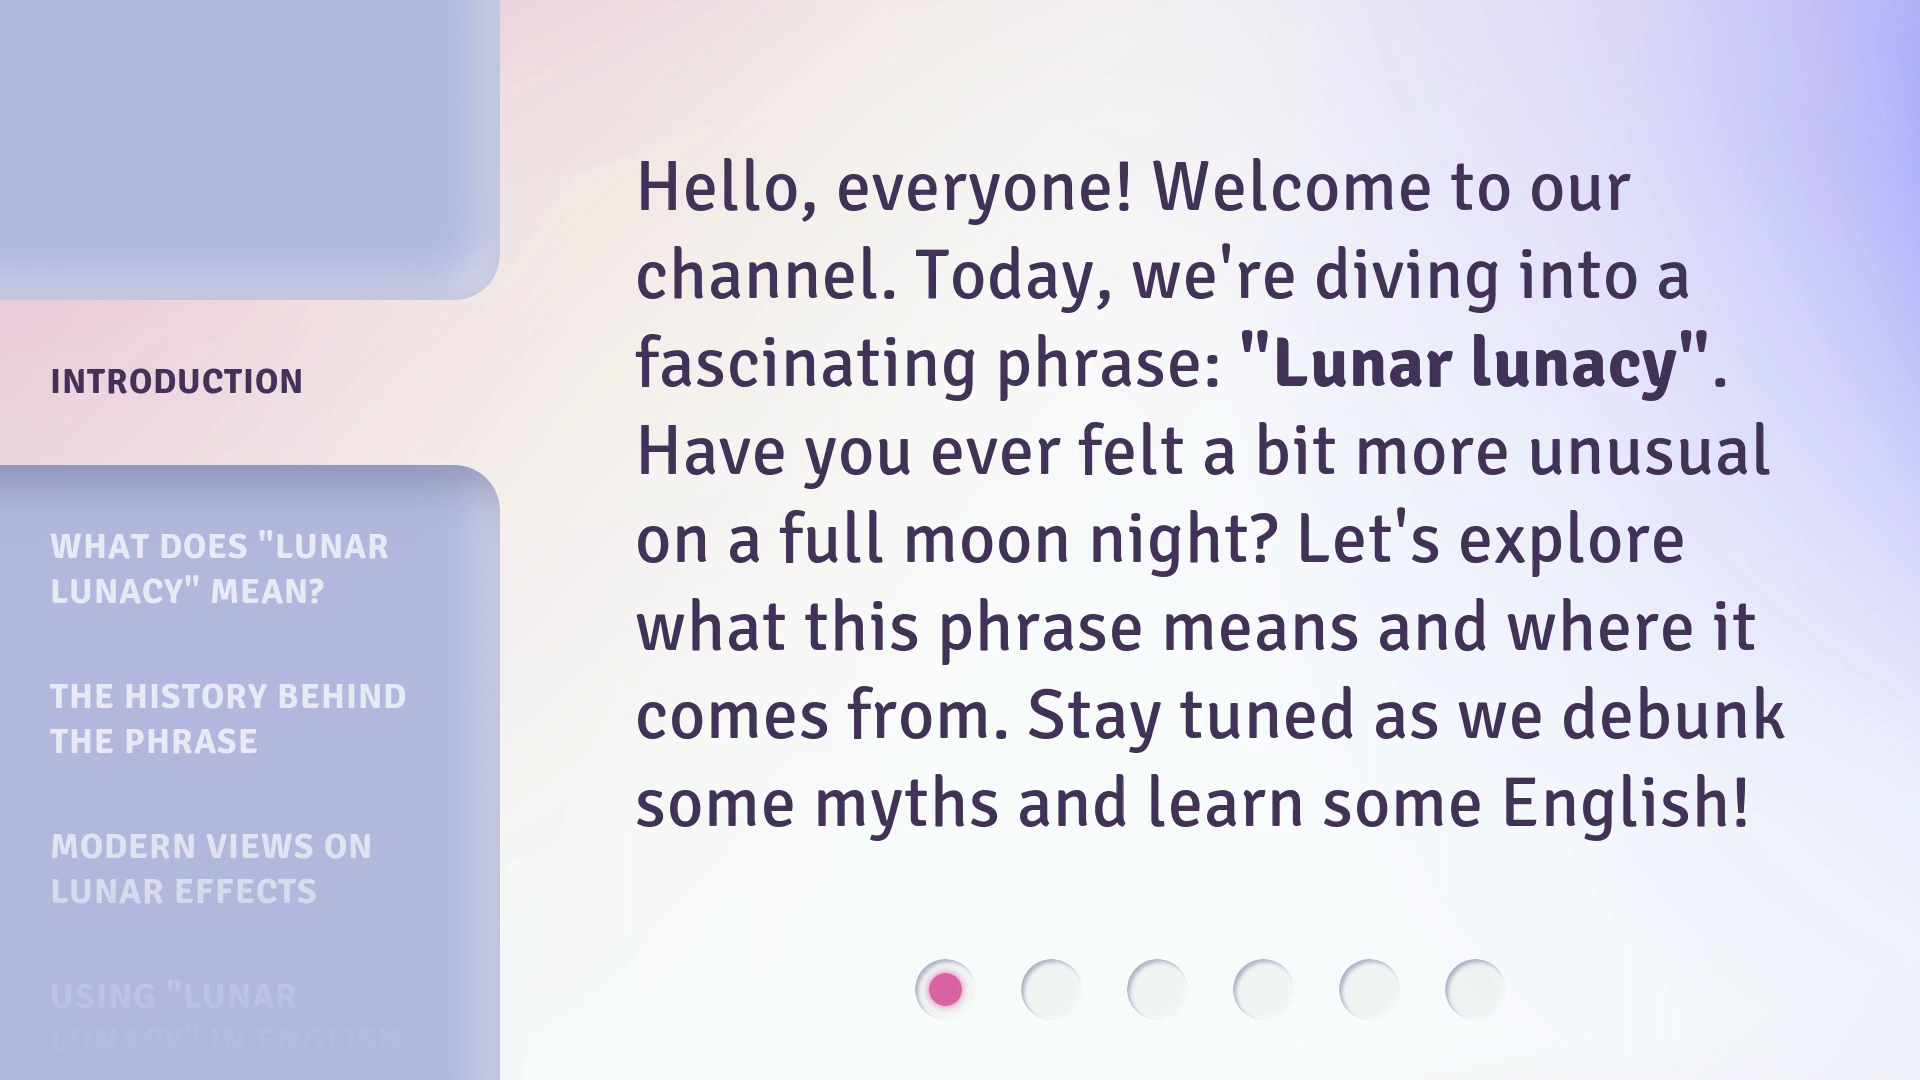 INTRODUCTION
WHAT DOES "LUNAR
LUNACY" MEAN?
THE HISTORY BEHIND
THE PHRASE
MODERN VIEWS ON
LUNAR EFFECTS
USING "LUNAR
LUNACY" IN ENGLISH
Hello, everyone! Welcome to our
channel. Today, we're diving into a
fascinating phrase: "Lunar lunacy".
Have you ever felt a bit more unusual
on a full moon night? Let's explore
what this phrase means and where it
comes from. Stay tuned as we debunk
some myths and learn some English!